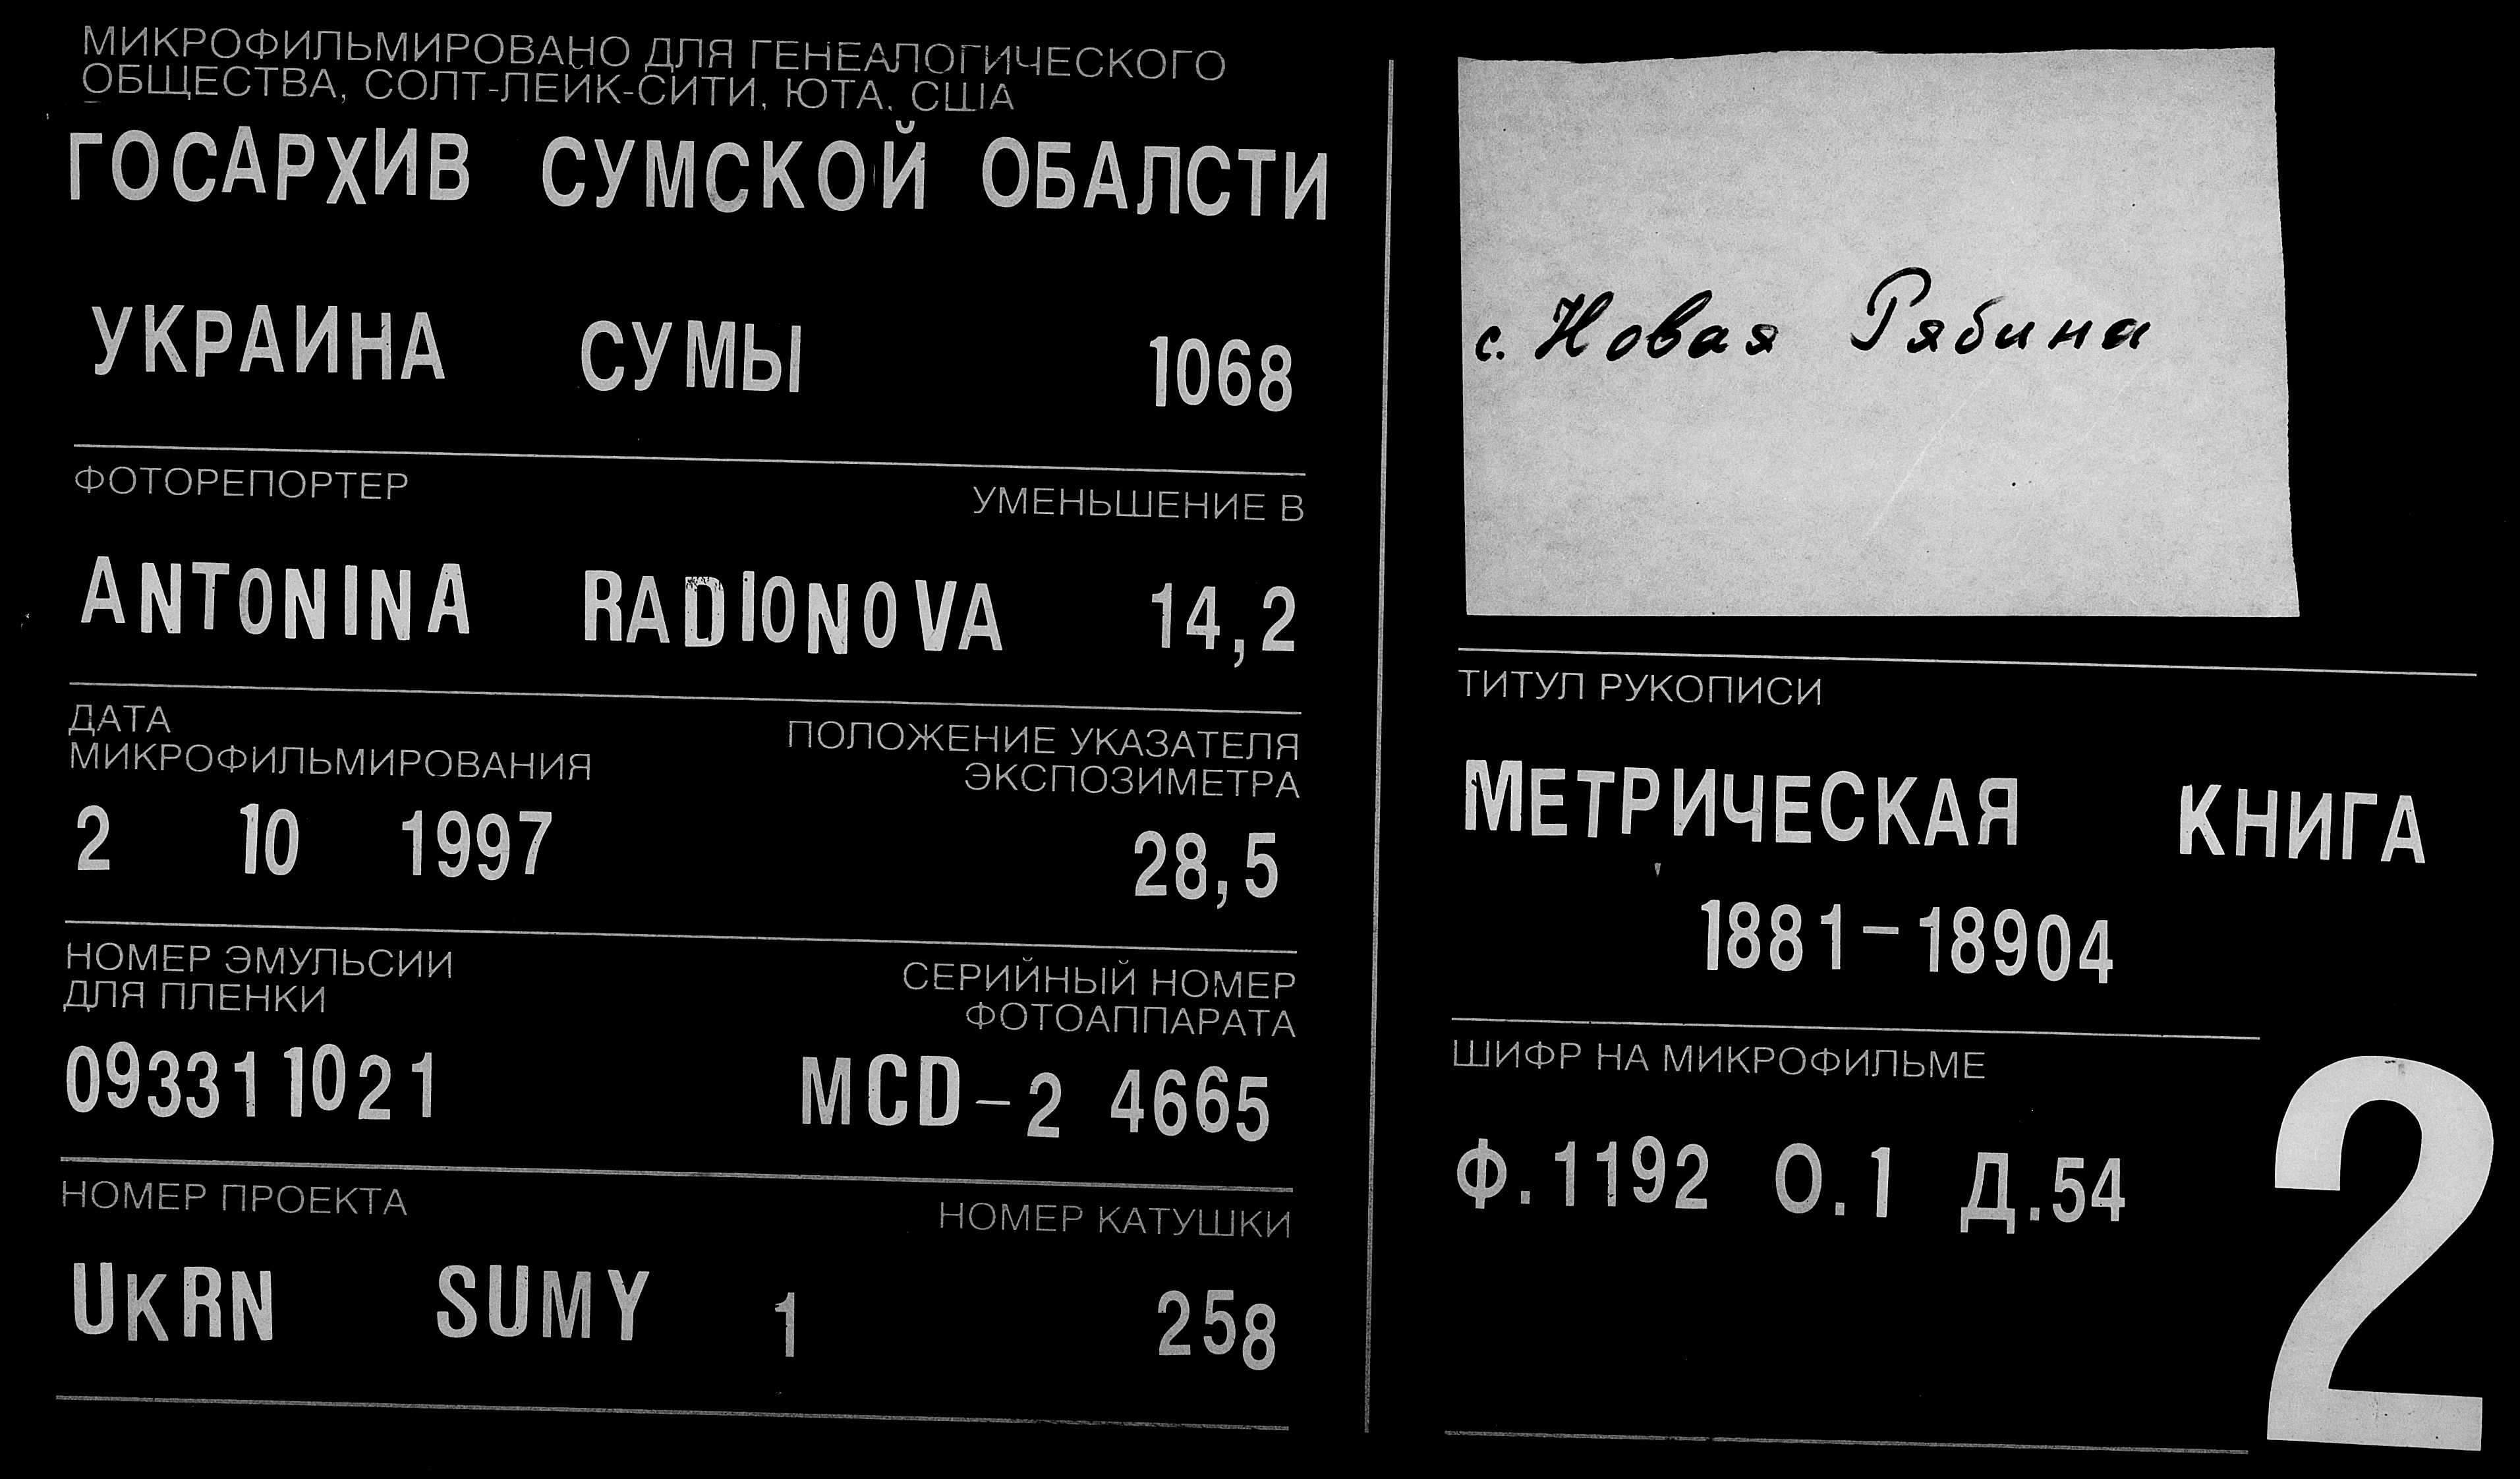 МИКРОФИЛЬМИРОВАНО ДЛЯ ГЕНЕАЛОГИЧЕСКОГО
ОБЩЕСТВА, СОЛТ-ЛЕЙК-СИТИ, ЮТА, США
ГОСАРХИВ СУМСКОЙ ОБАЛСТИ
УКРАИНА СУМЫ 1068
ФОТОРЕПОРТЕР УМЕНЬШЕНИЕ В
ANTONINA RADIONOVA 14,2
ДАТА
МИКРОФИЛЬМИРОВАНИЯ
ПОЛОЖЕНИЕ УКАЗАТЕЛЯ
ЭКСПОЗИМЕТРА
2 10 1997 28,5
НОМЕР ЭМУЛЬСИИ
ДЛЯ ПЛЕНКИ
СЕРИЙНЫЙ НОМЕР
ФОТОАППАРАТА
093311021 MCD-2 4665
НОМЕР ПРОЕКТА НОМЕР КАТУШКИ
UKRN SUMY 1 258
с. Новая Рябина
ТИТУЛ РУКОПИСИ
МЕТРИЧЕСКАЯ КНИГА
1881-18904
ШИФР НА МИКРОФИЛЬМЕ
Ф.1192 О.1 Д.54
2